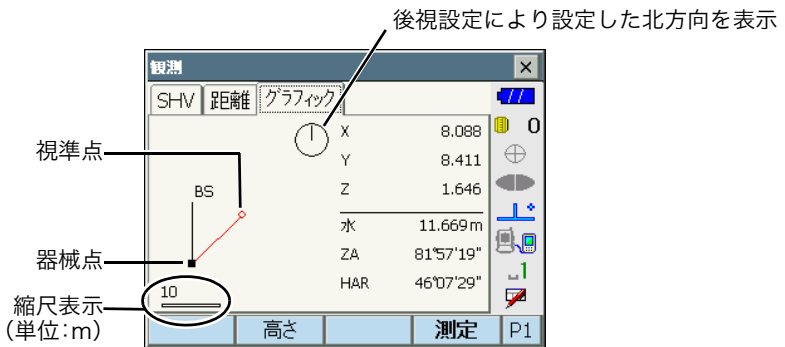 後視設定により設定した北方向を表示
観測
SHV 距離 グラフィック
X 8.088
0
視準点
Y 8.411
BS
Z 1.646
水 11.669m
器械点
ZA 81°57'19"
HAR 46°07'29"
1
10
縮尺表示
(単位:m)
高さ 測定 P1